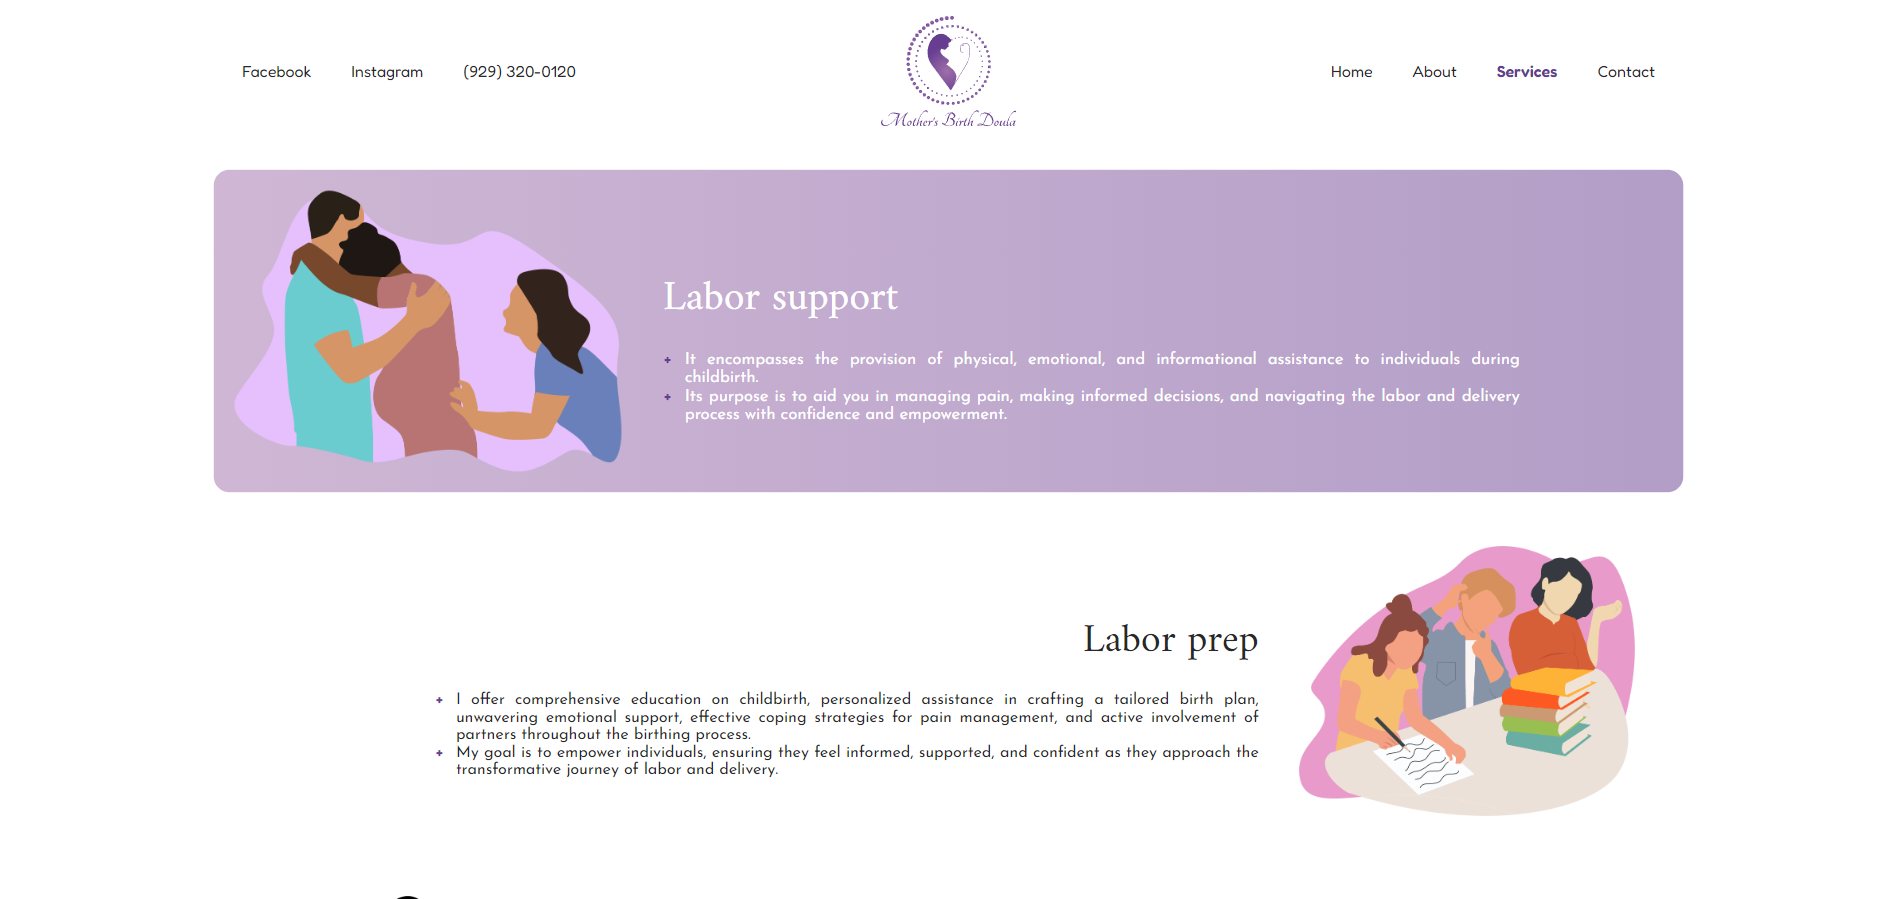 Facebook Instagram (929) 320-0120
Home About Services Contact
Mother's Birth Doula
Labor support
+ It encompasses the provision of physical, emotional, and informational assistance to individuals during
childbirth.
+ Its purpose is to aid you in managing pain, making informed decisions, and navigating the labor and delivery
process with confidence and empowerment.
Labor prep
+ I offer comprehensive education on childbirth, personalized assistance in crafting a tailored birth plan,
unwavering emotional support, effective coping strategies for pain management, and active involvement of
partners throughout the birthing process.
+ My goal is to empower individuals, ensuring they feel informed, supported, and confident as they approach the
transformative journey of labor and delivery.